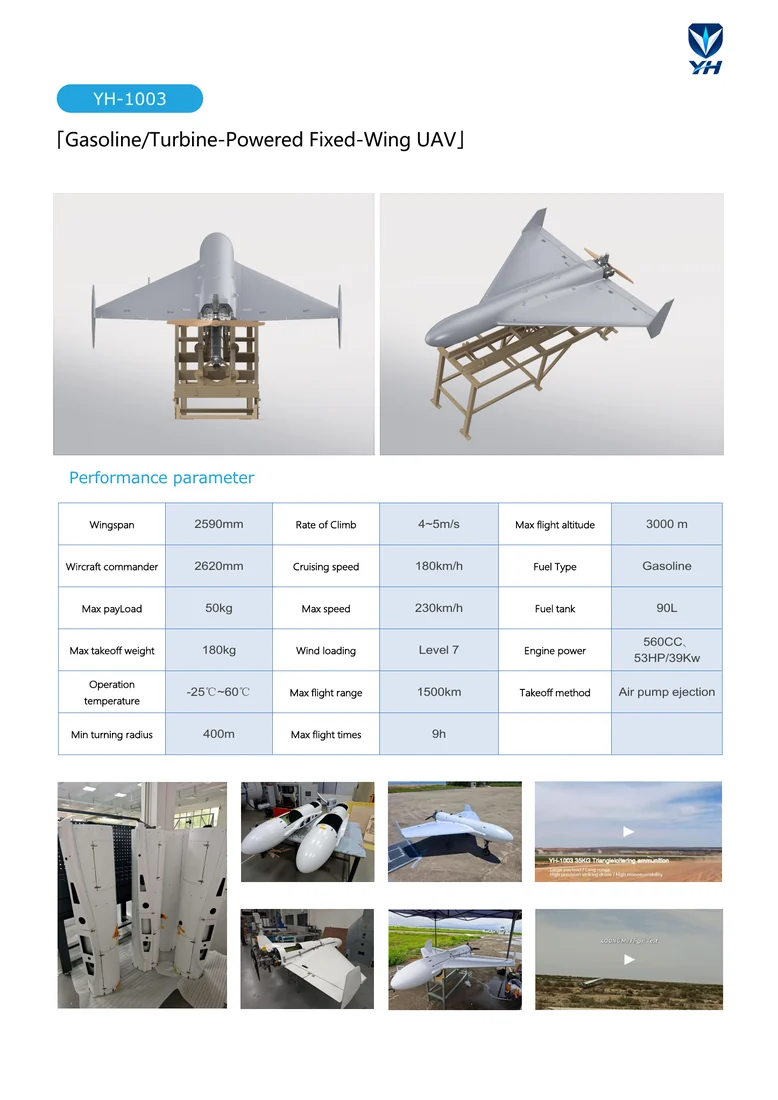 YH
YH-1003
「Gasoline/Turbine-Powered Fixed-Wing UAV」
Performance parameter
Wingspan 2590mm Rate of Climb 4~5m/s Max flight altitude 3000 m
Wircraft commander 2620mm Cruising speed 180km/h Fuel Type Gasoline
Max payLoad 50kg Max speed 230km/h Fuel tank 90L
Max takeoff weight 180kg Wind loading Level 7 Engine power 560CC、
53HP/39Kw
Operation
temperature -25℃~60℃ Max flight range 1500km Takeoff method Air pump ejection
Min turning radius 400m Max flight times 9h
YH-1003 35KG Triangleloitering ammunition